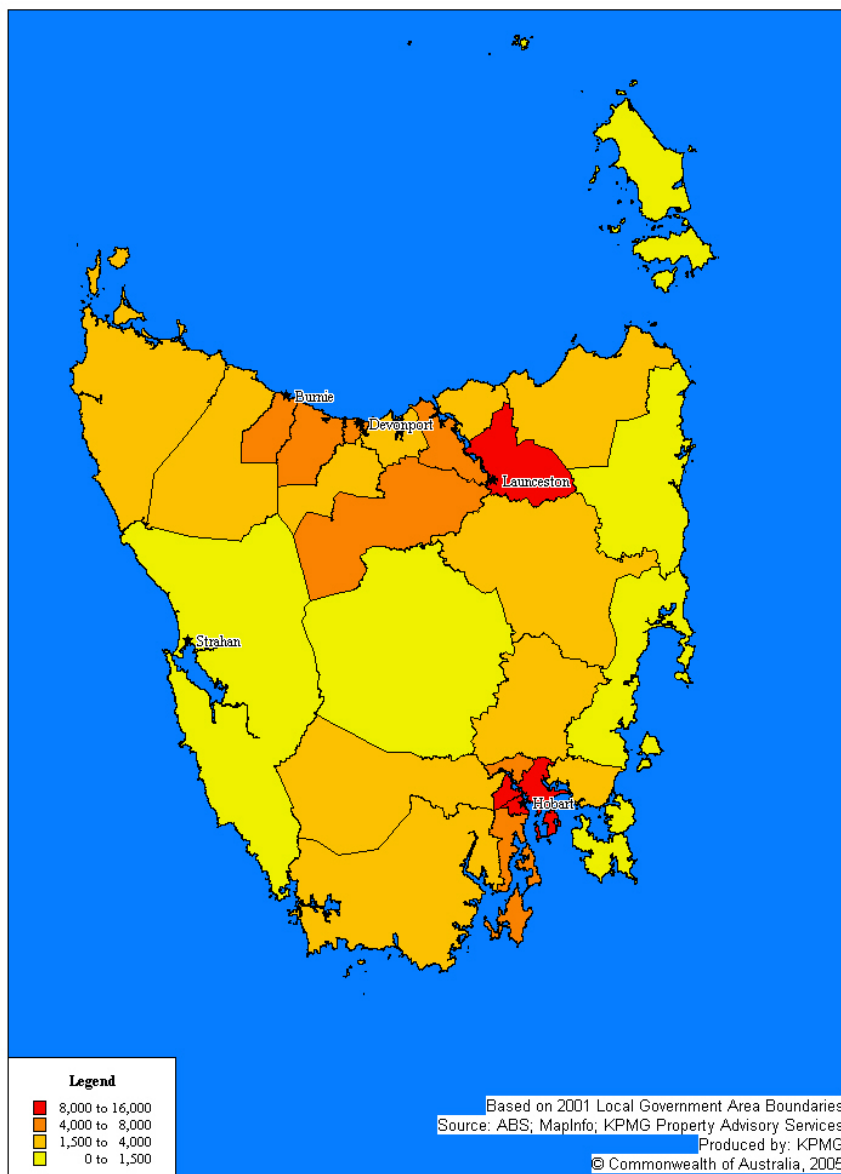 Burnie
Devonport
Launceston
Strahan
Hobart
Legend
8,000 to 16,000
4,000 to 8,000
1,500 to 4,000
0 to 1,500
Based on 2001 Local Government Area Boundaries
Source: ABS; MapInfo; KPMG Property Advisory Services
Produced by: KPMG
© Commonwealth of Australia, 2005